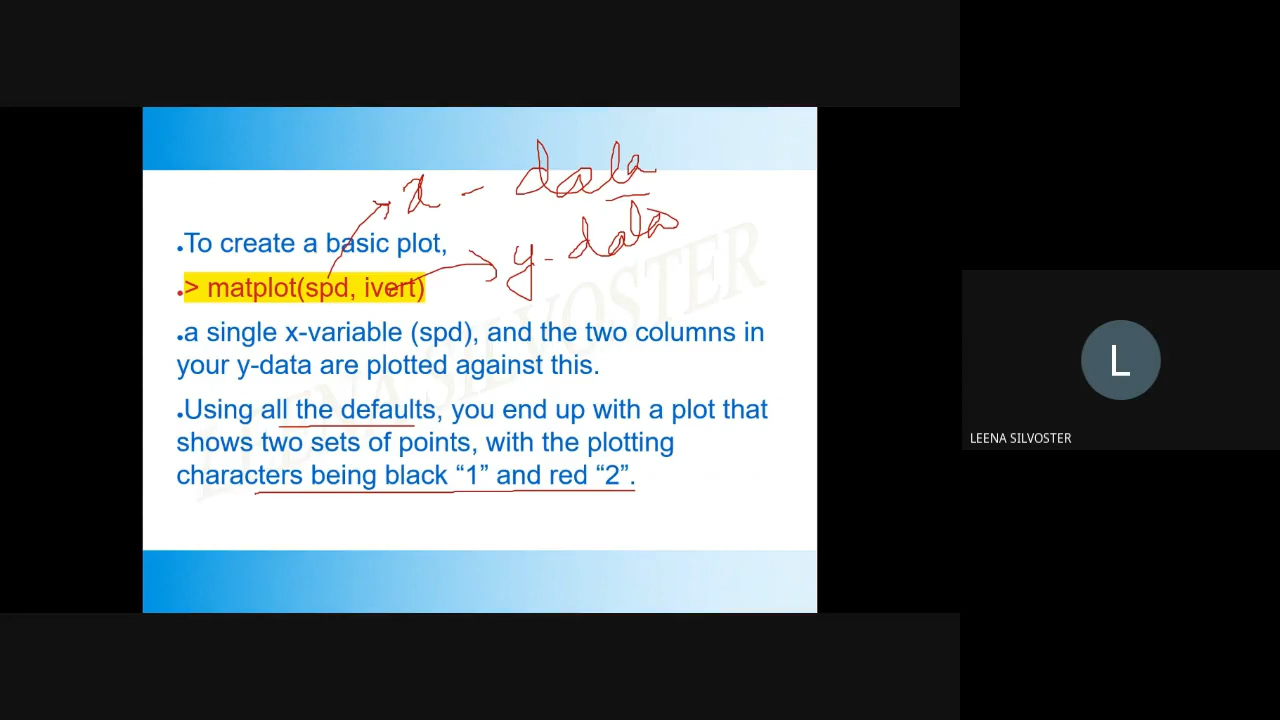 x - data
•To create a basic plot,
y - data
•> matplot(spd, ivert)
•a single x-variable (spd), and the two columns in
your y-data are plotted against this.
•Using all the defaults, you end up with a plot that
shows two sets of points, with the plotting
characters being black “1” and red “2”.
LEENA SILVOSTER
L
LEENA SILVOSTER